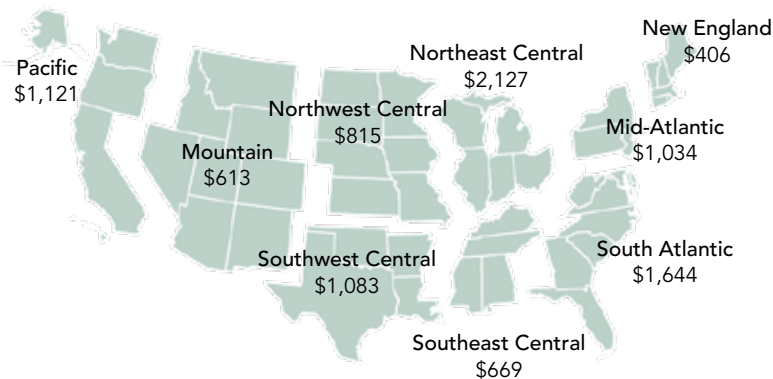 New England
$406
Northeast Central
$2,127
Pacific
$1,121
Northwest Central
$815
Mid-Atlantic
$1,034
Mountain
$613
South Atlantic
$1,644
Southwest Central
$1,083
Southeast Central
$669